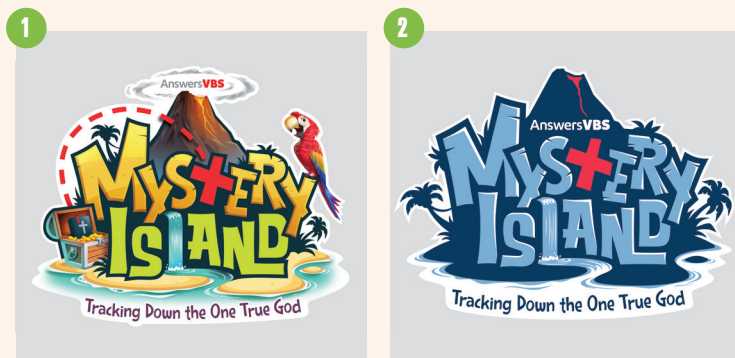 1
AnswersVBS
MYSTERY
ISLAND
Tracking Down the One True God
2
AnswersVBS
MYSTERY
ISLAND
Tracking Down the One True God